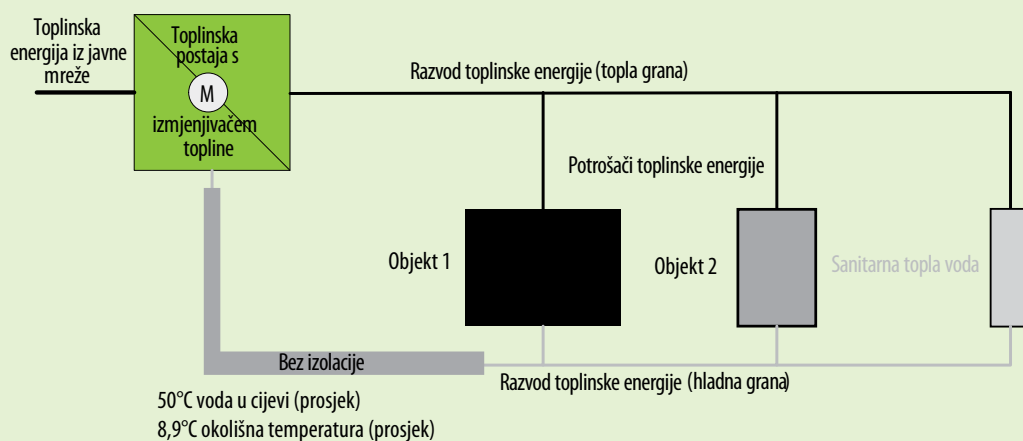 Toplinska
energija iz javne
mreže
Toplinska
postaja s
M
izmjenjivačem
topline
Razvod toplinske energije (topla grana)
Potrošači toplinske energije
Objekt 1
Objekt 2
Sanitarna topla voda
Bez izolacije
Razvod toplinske energije (hladna grana)
50°C voda u cijevi (prosjek)
8,9°C okolišna temperatura (prosjek)